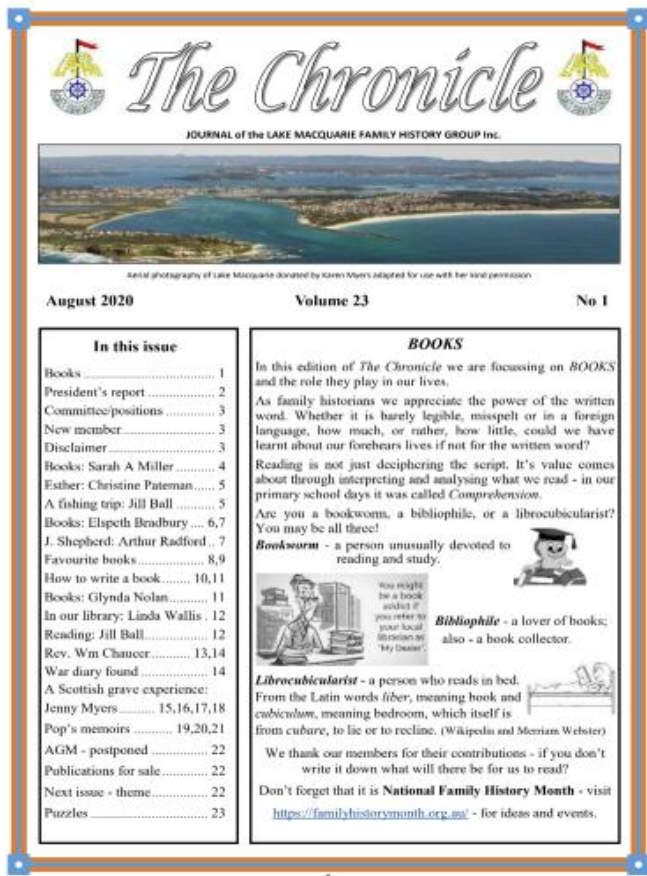 The Chronicle
JOURNAL of the LAKE MACQUARIE FAMILY HISTORY GROUP Inc.
Aerial photography of Lake Macquarie donated by Karen Myers adapted for use with her kind permission
August 2020 Volume 23 No 1
In this issue
Books ................................ 1
President's report ................ 2
Committee/positions ............ 3
New member...................... 3
Disclaimer.......................... 3
Books: Sarah A Miller ......... 4
Esther: Christine Pateman..... 5
A fishing trip: Jill Ball .......... 5
Books: Elspeth Bradbury .... 6,7
J. Shepherd: Arthur Radford .. 7
Favourite books................. 8,9
How to write a book........ 10,11
Books: Glynda Nolan.......... 11
In our library: Linda Wallis . 12
Reading: Jill Ball................ 12
Rev. Wm Chaucer.......... 13,14
War diary found ................ 14
A Scottish grave experience:
Jenny Myers ......... 15,16,17,18
Pop's memoirs .......... 19,20,21
AGM - postponed .............. 22
Publications for sale............. 22
Next issue - theme............... 22
Puzzles ............................. 23
BOOKS
In this edition of The Chronicle we are focussing on BOOKS
and the role they play in our lives.
As family historians we appreciate the power of the written
word. Whether it is barely legible, misspelt or in a foreign
language, how much, or rather, how little, could we have
learnt about our forebears lives if not for the written word?
Reading is not just deciphering the script. It's value comes
about through interpreting and analysing what we read - in our
primary school days it was called Comprehension.
Are you a bookworm, a bibliophile, or a librocubicularist?
You may be all three!
Bookworm - a person unusually devoted to
reading and study.
You might
be a book
addict if
you refer to
your local
librarian as
"My Dealer".
Bibliophile - a lover of books;
also - a book collector.
Librocubicularist - a person who reads in bed.
From the Latin words liber, meaning book and
cubiculum, meaning bedroom, which itself is
from cubare, to lie or to recline. (Wikipedia and Merriam Webster)
We thank our members for their contributions - if you don't
write it down what will there be for us to read?
Don't forget that it is National Family History Month - visit
https://familyhistorymonth.org.au/ - for ideas and events.